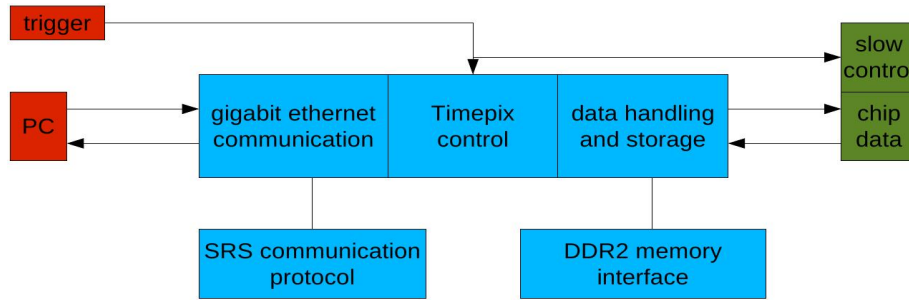 trigger
slow
control
PC
gigabit ethernet
communication
Timepix
control
data handling
and storage
chip
data
SRS communication
protocol
DDR2 memory
interface